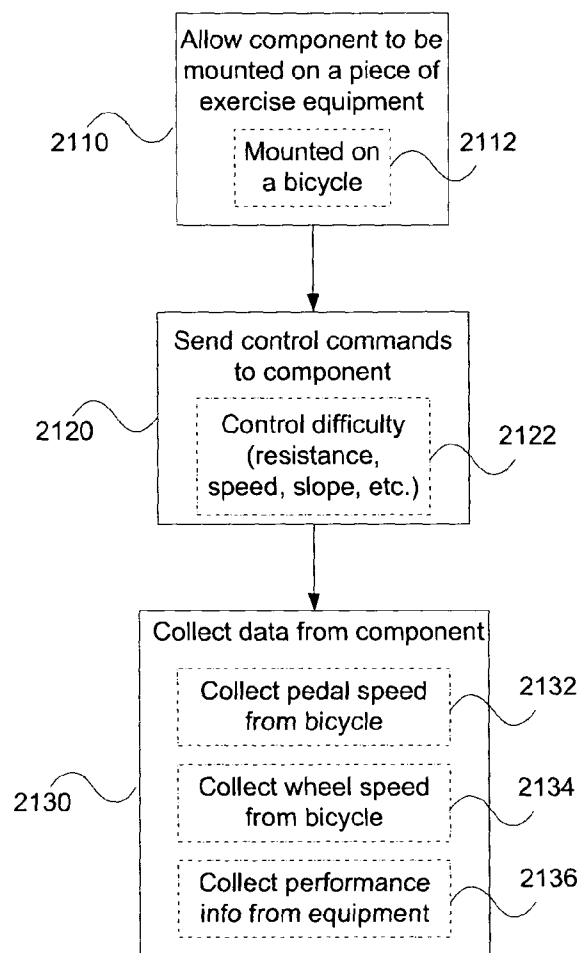 Allow component to be
mounted on a piece of
exercise equipment
2110
Mounted on
a bicycle
2112
Send control commands
to component
2120
Control difficulty
(resistance,
speed, slope, etc.)
2122
Collect data from component
Collect pedal speed
from bicycle
2132
2130
Collect wheel speed
from bicycle
2134
Collect performance
info from equipment
2136